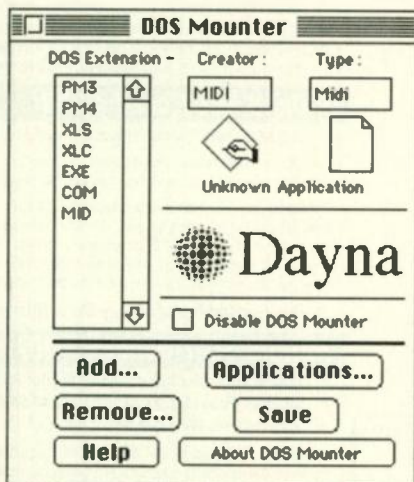 DOS Mounter
DOS Extension - Creator: Type:
PM3
PM4
XLS
XLC
EXE
COM
MID
MIDI
Midi
Unknown Application
Dayna
Disable DOS Mounter
Add...
Applications...
Remove...
Save
Help
About DOS Mounter